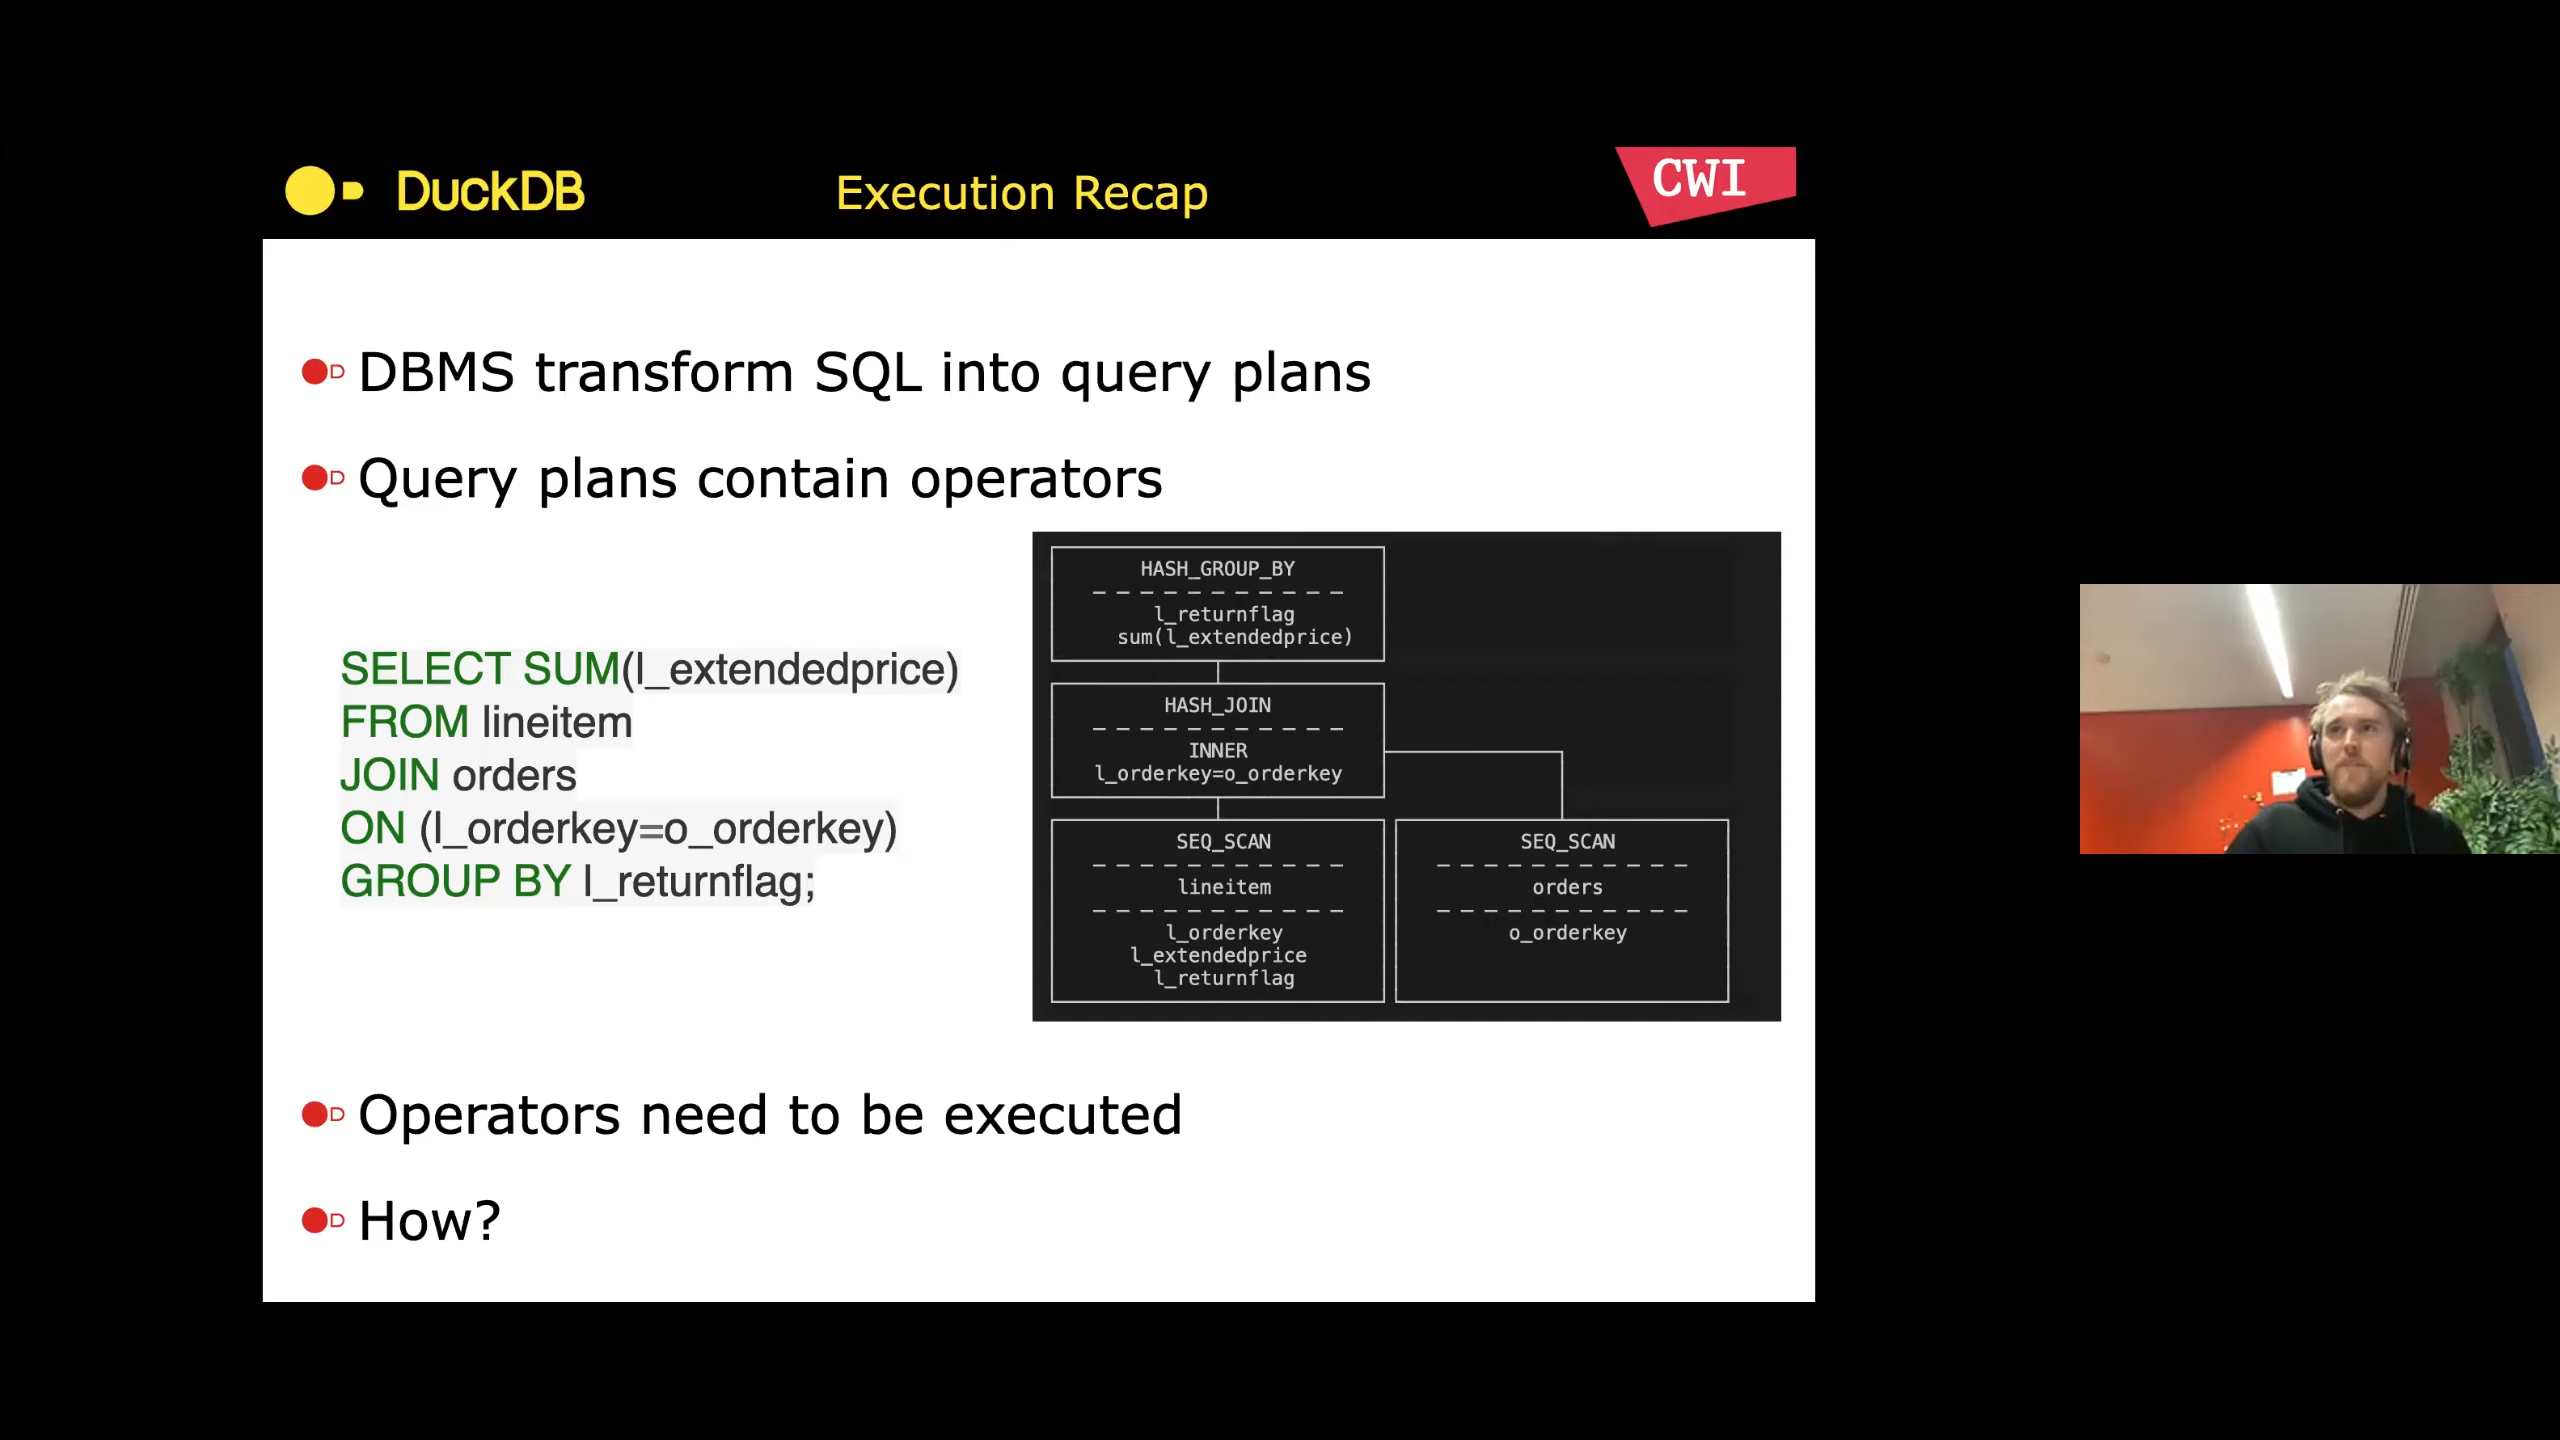 DuckDB
Execution Recap
CWI
DBMS transform SQL into query plans
Query plans contain operators
SELECT SUM(l_extendedprice)
FROM lineitem
JOIN orders
ON (l_orderkey=o_orderkey)
GROUP BY l_returnflag;
HASH_GROUP_BY
l_returnflag
sum(l_extendedprice)
HASH_JOIN
INNER
l_orderkey=o_orderkey
SEQ_SCAN
lineitem
l_orderkey
l_extendedprice
l_returnflag
SEQ_SCAN
orders
o_orderkey
Operators need to be executed
How?